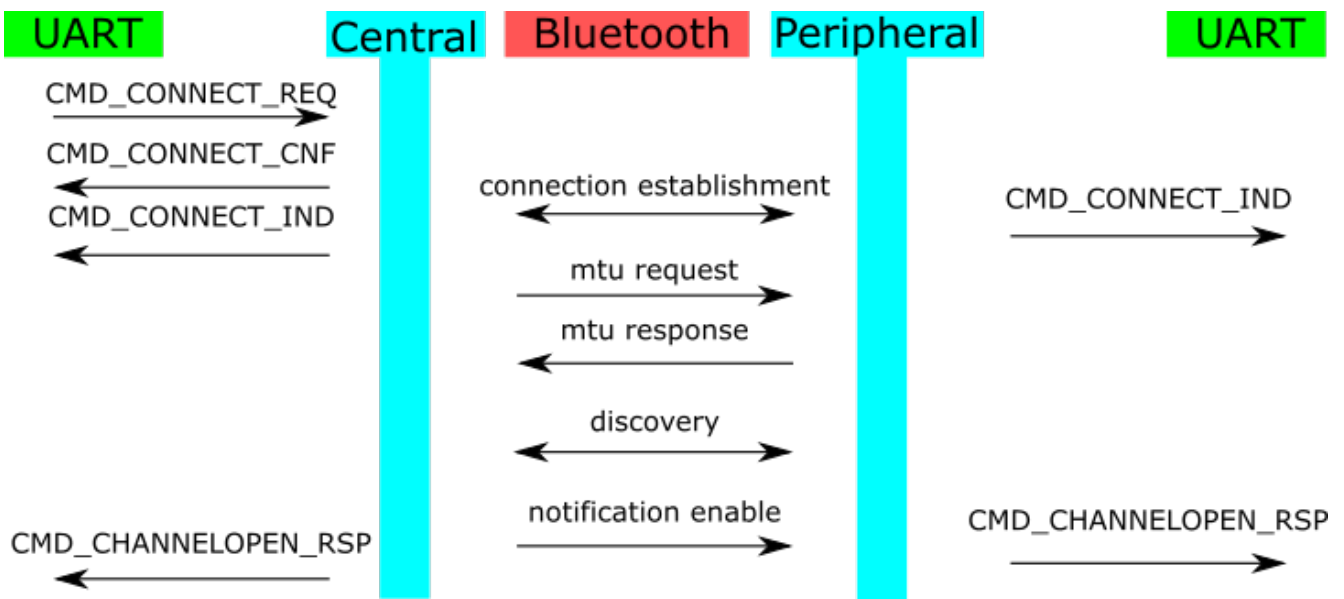 UART Central Bluetooth Peripheral UART
CMD_CONNECT_REQ
CMD_CONNECT_CNF
connection establishment
CMD_CONNECT_IND
CMD_CONNECT_IND
mtu request
mtu response
discovery
notification enable
CMD_CHANNELOPEN_RSP
CMD_CHANNELOPEN_RSP